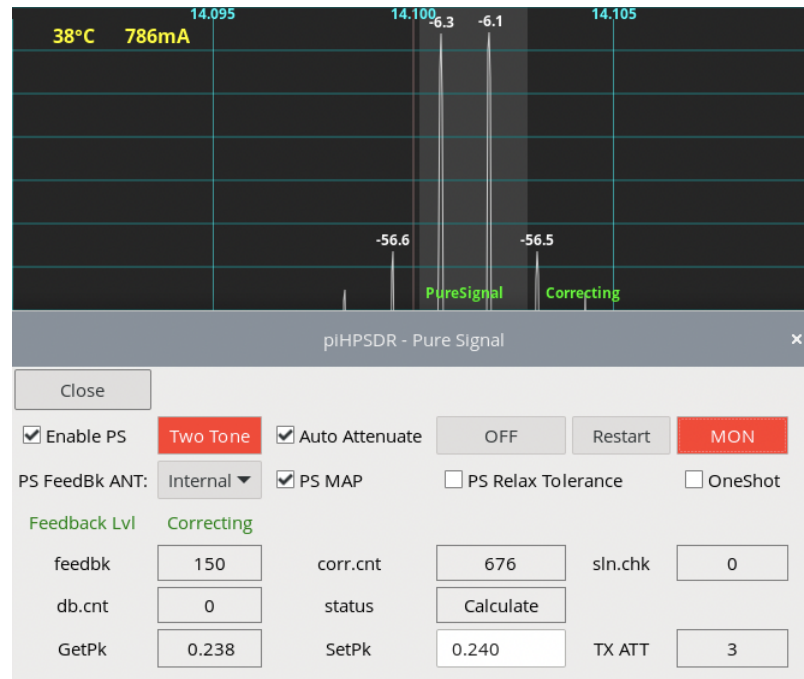 14.095 14.100 14.105
-6.3 -6.1
38°C 786mA
-56.6 -56.5
PureSignal Correcting
piHPSDR - Pure Signal ×
Close
Enable PS Two Tone Auto Attenuate OFF Restart MON
PS FeedBk ANT: Internal PS MAP PS Relax Tolerance OneShot
Feedback Lvl Correcting
feedbk 150 corr.cnt 676 sln.chk 0
db.cnt 0 status Calculate
GetPk 0.238 SetPk 0.240 TX ATT 3